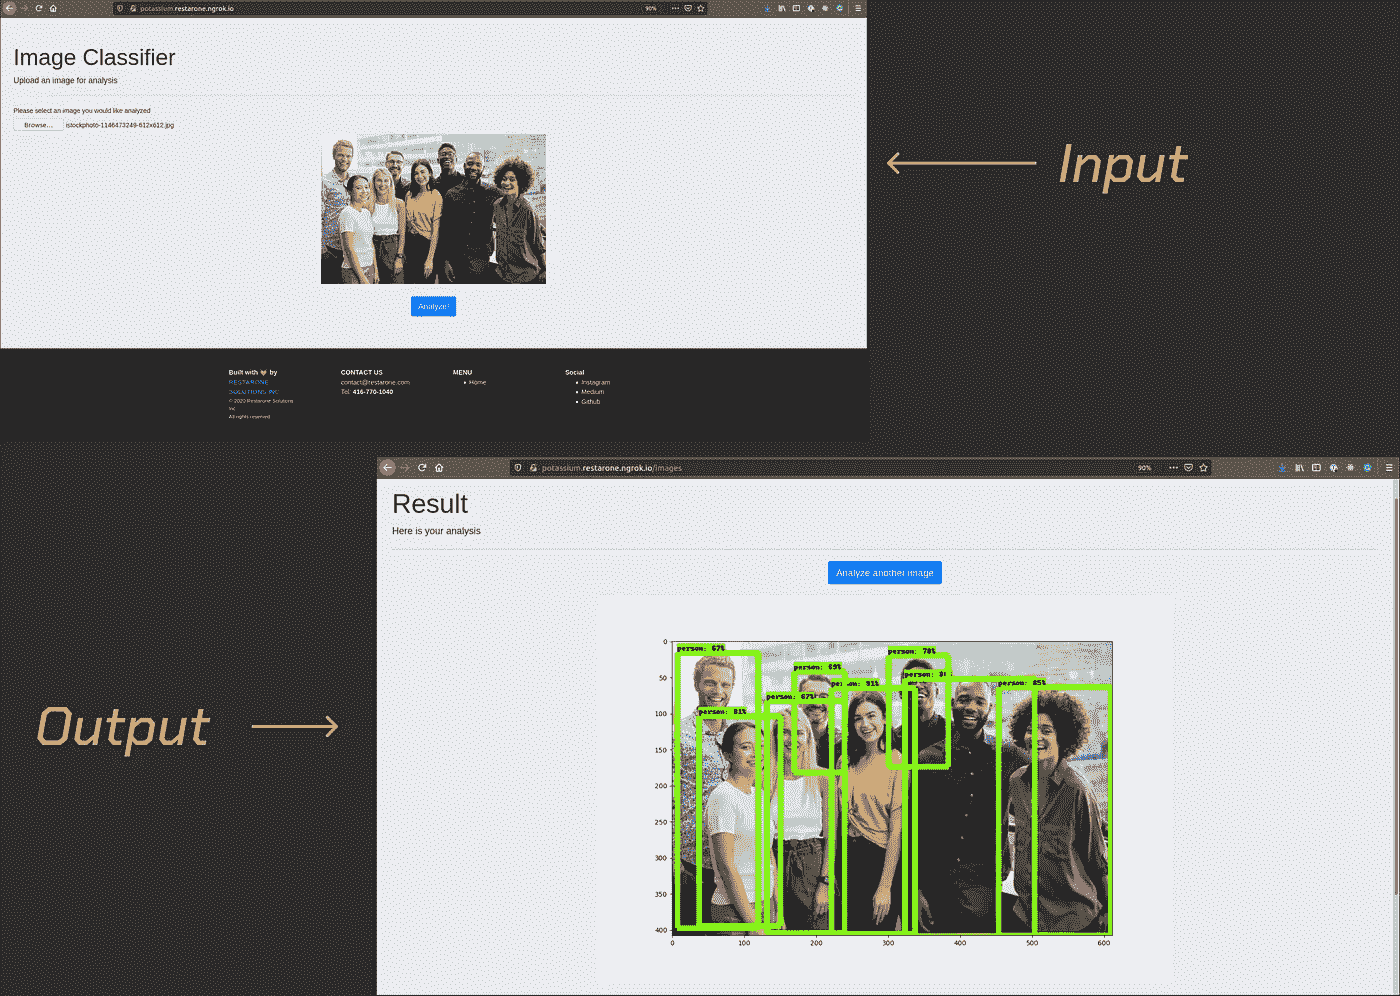 potassium.restarone.ngrok.io
90%
Image Classifier
Upload an image for analysis
Please select an image you would like analyzed
Browse... istockphoto-1146473249-612x612.jpg
Analyze!
Input
Built with by
RESTARONE
SOLUTIONS INC
© 2020 Restarone Solutions
Inc
All rights reserved
CONTACT US
contact@restarone.com
Tel: 416-770-1040
MENU
Home
Social
Instagram
Medium
Github
Output
potassium.restarone.ngrok.io/images
90%
Result
Here is your analysis
Analyze another image
person: 67%
person: 81%
person: 67%
person: 69%
person: 91%
person: 78%
person:
person: 85%
0
50
100
150
200
250
300
350
400
0 100 200 300 400 500 600